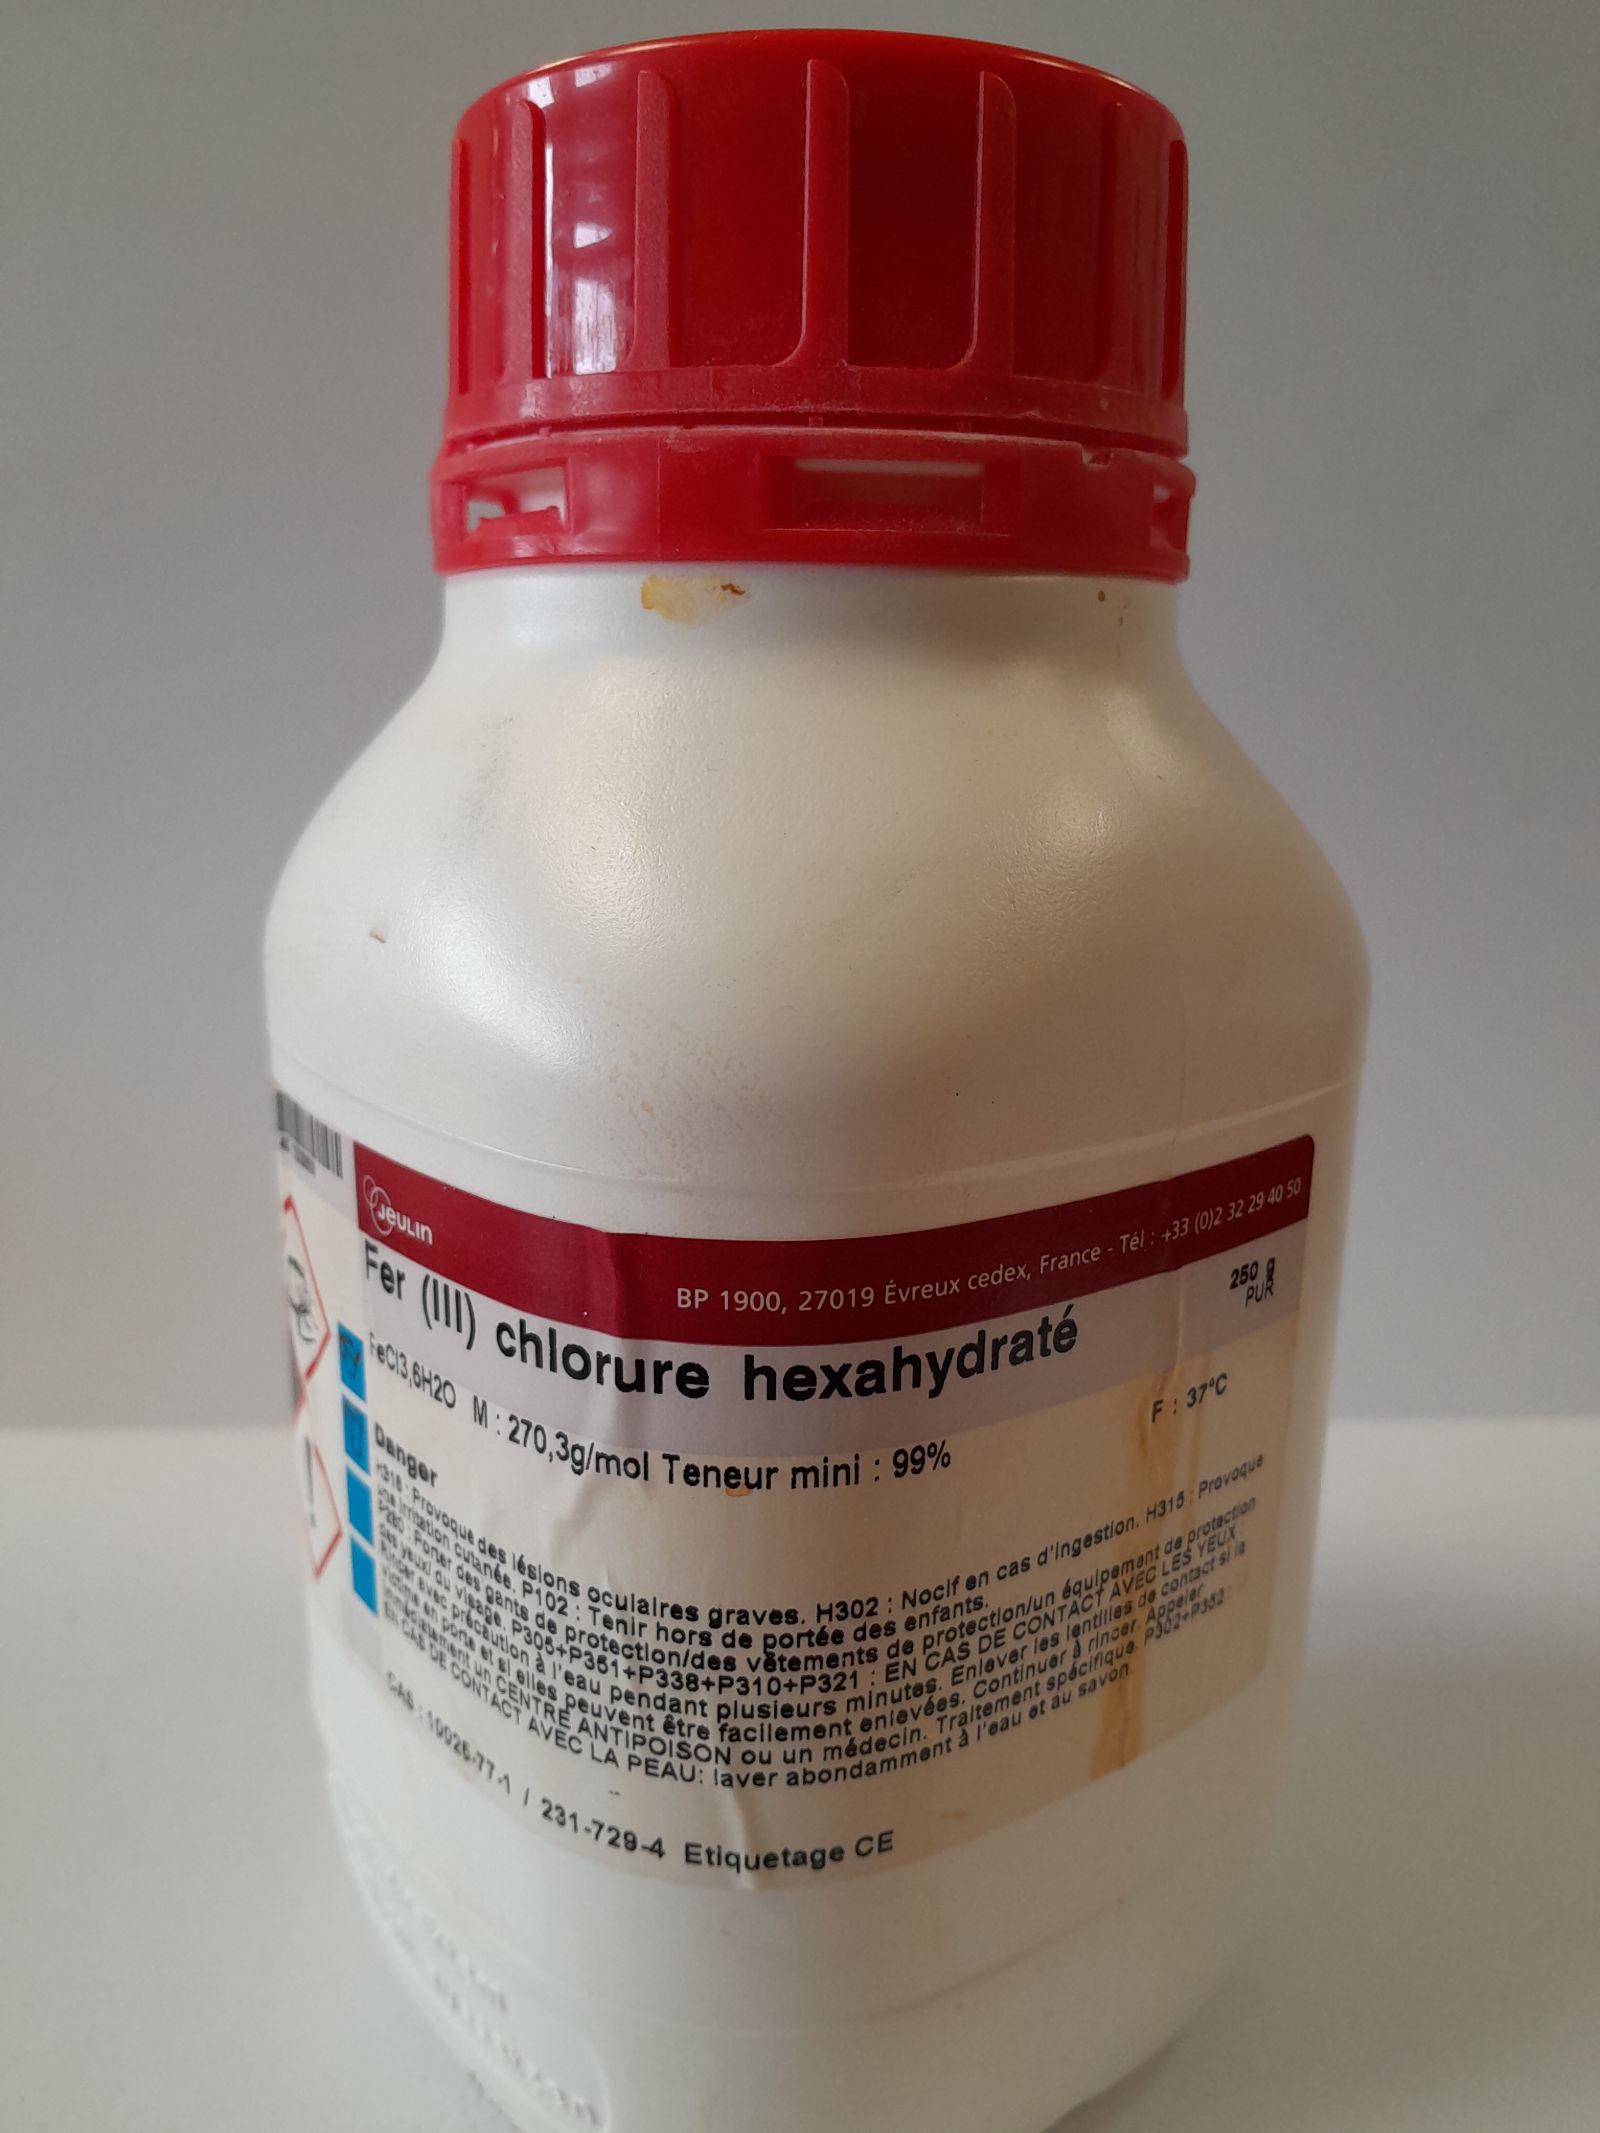 Jeulin
BP 1900, 27019 Évreux cedex, France - Tél : +33 (0)2 32 29 40 50
Fer (III) chlorure hexahydraté
250 g
PUR
FeCl3,6H2O M : 270,3g/mol Teneur mini : 99%
F : 37°C
Danger
H318 : Provoque des lésions oculaires graves. H302 : Nocif en cas d'ingestion. H315 : Provoque
une irritation cutanée. P102 : Tenir hors de portée des enfants.
P280 : Porter des gants de protection/des vêtements de protection/un équipement de protection
des yeux/ du visage. P305+P351+P338+P310+P321 : EN CAS DE CONTACT AVEC LES YEUX :
Rincer avec précaution à l'eau pendant plusieurs minutes. Enlever les lentilles de contact si la
victime en porte et si elles peuvent être facilement enlevées. Continuer à rincer. Appeler
immédiatement un CENTRE ANTIPOISON ou un médecin. Traitement spécifique. P302+P352
EN CAS DE CONTACT AVEC LA PEAU: laver abondamment à l'eau et au savon.
CAS : 10025-77-1 / 231-729-4 Etiquetage CE